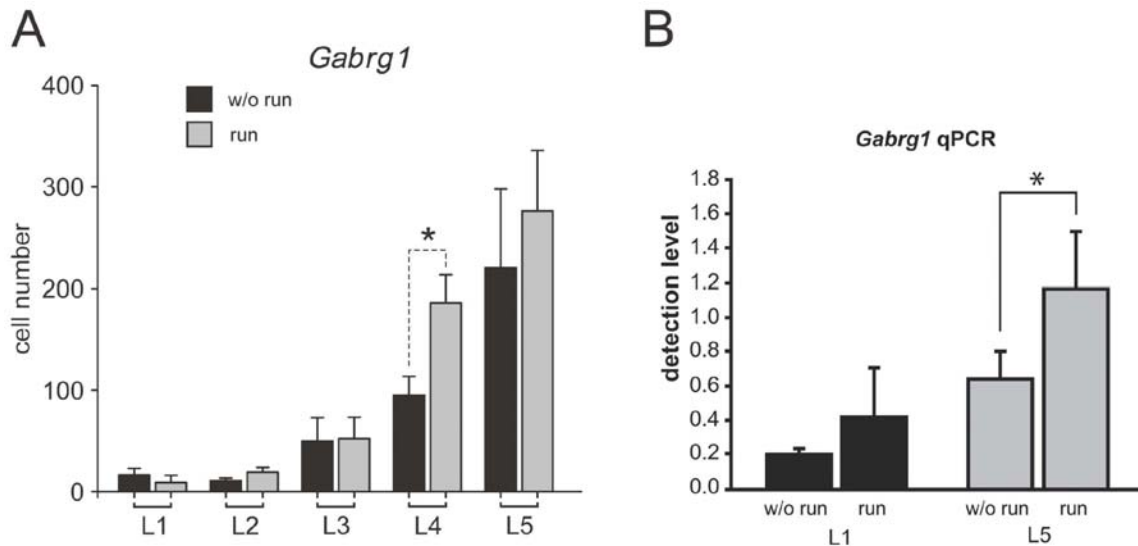 A
Gabrg1
400
300
200
100
0
cell number
w/o run
run
*
L1 L2 L3 L4 L5
B
Gabrg1 qPCR
1.8
1.6
1.4
1.2
1.0
0.8
0.6
0.4
0.2
0.0
detection level
*
w/o run run w/o run run
L1 L5